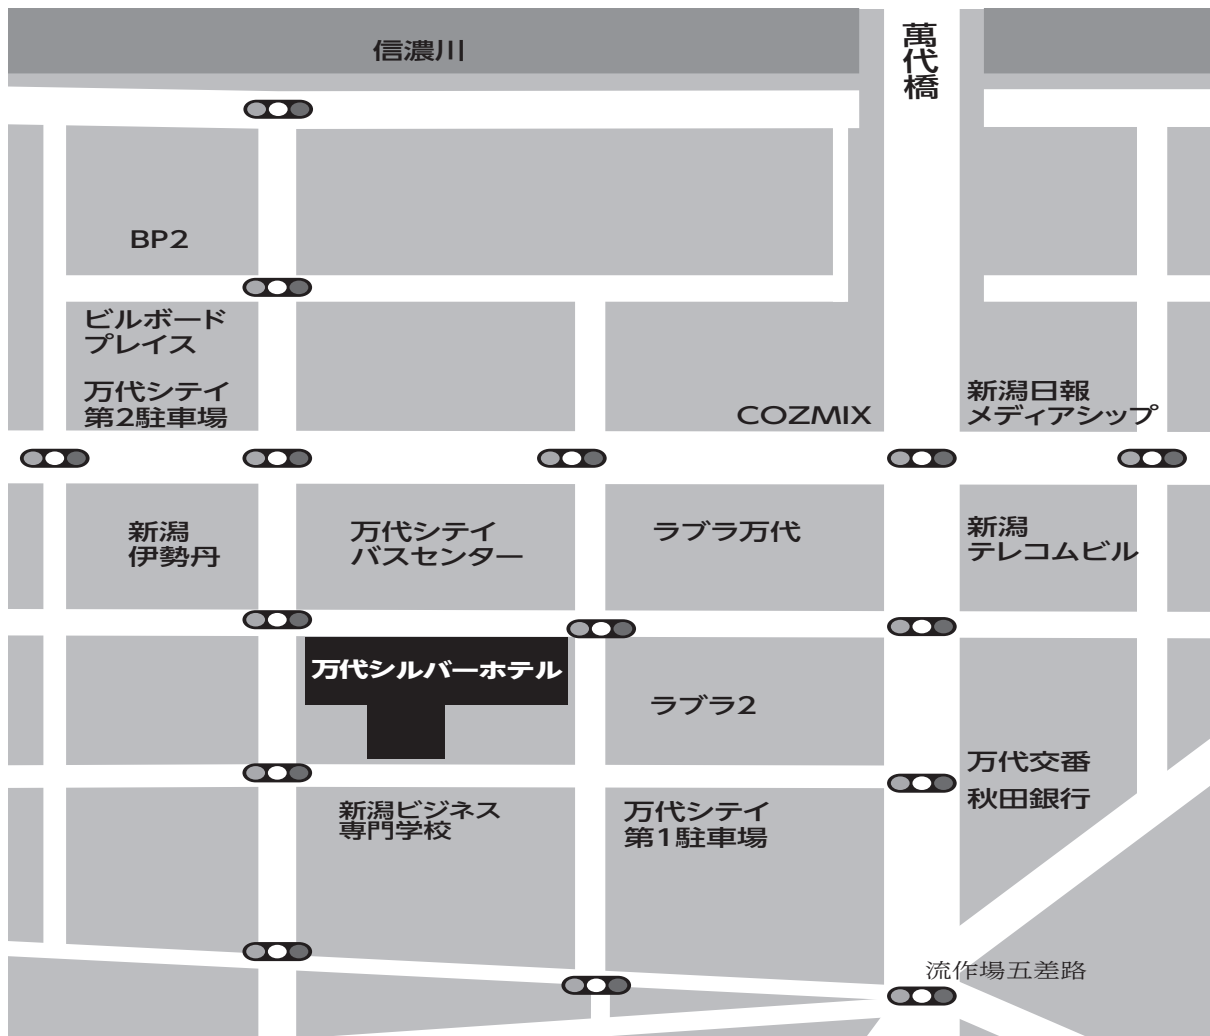 信濃川
萬代橋
BP2
ビルボード
プレイス
万代シテイ
第2駐車場
COZMIX
新潟日報
メディアシップ
新潟
伊勢丹
万代シテイ
バスセンター
ラブラ万代
新潟
テレコムビル
万代シルバーホテル
ラブラ2
万代交番
秋田銀行
新潟ビジネス
専門学校
万代シテイ
第1駐車場
流作場五差路